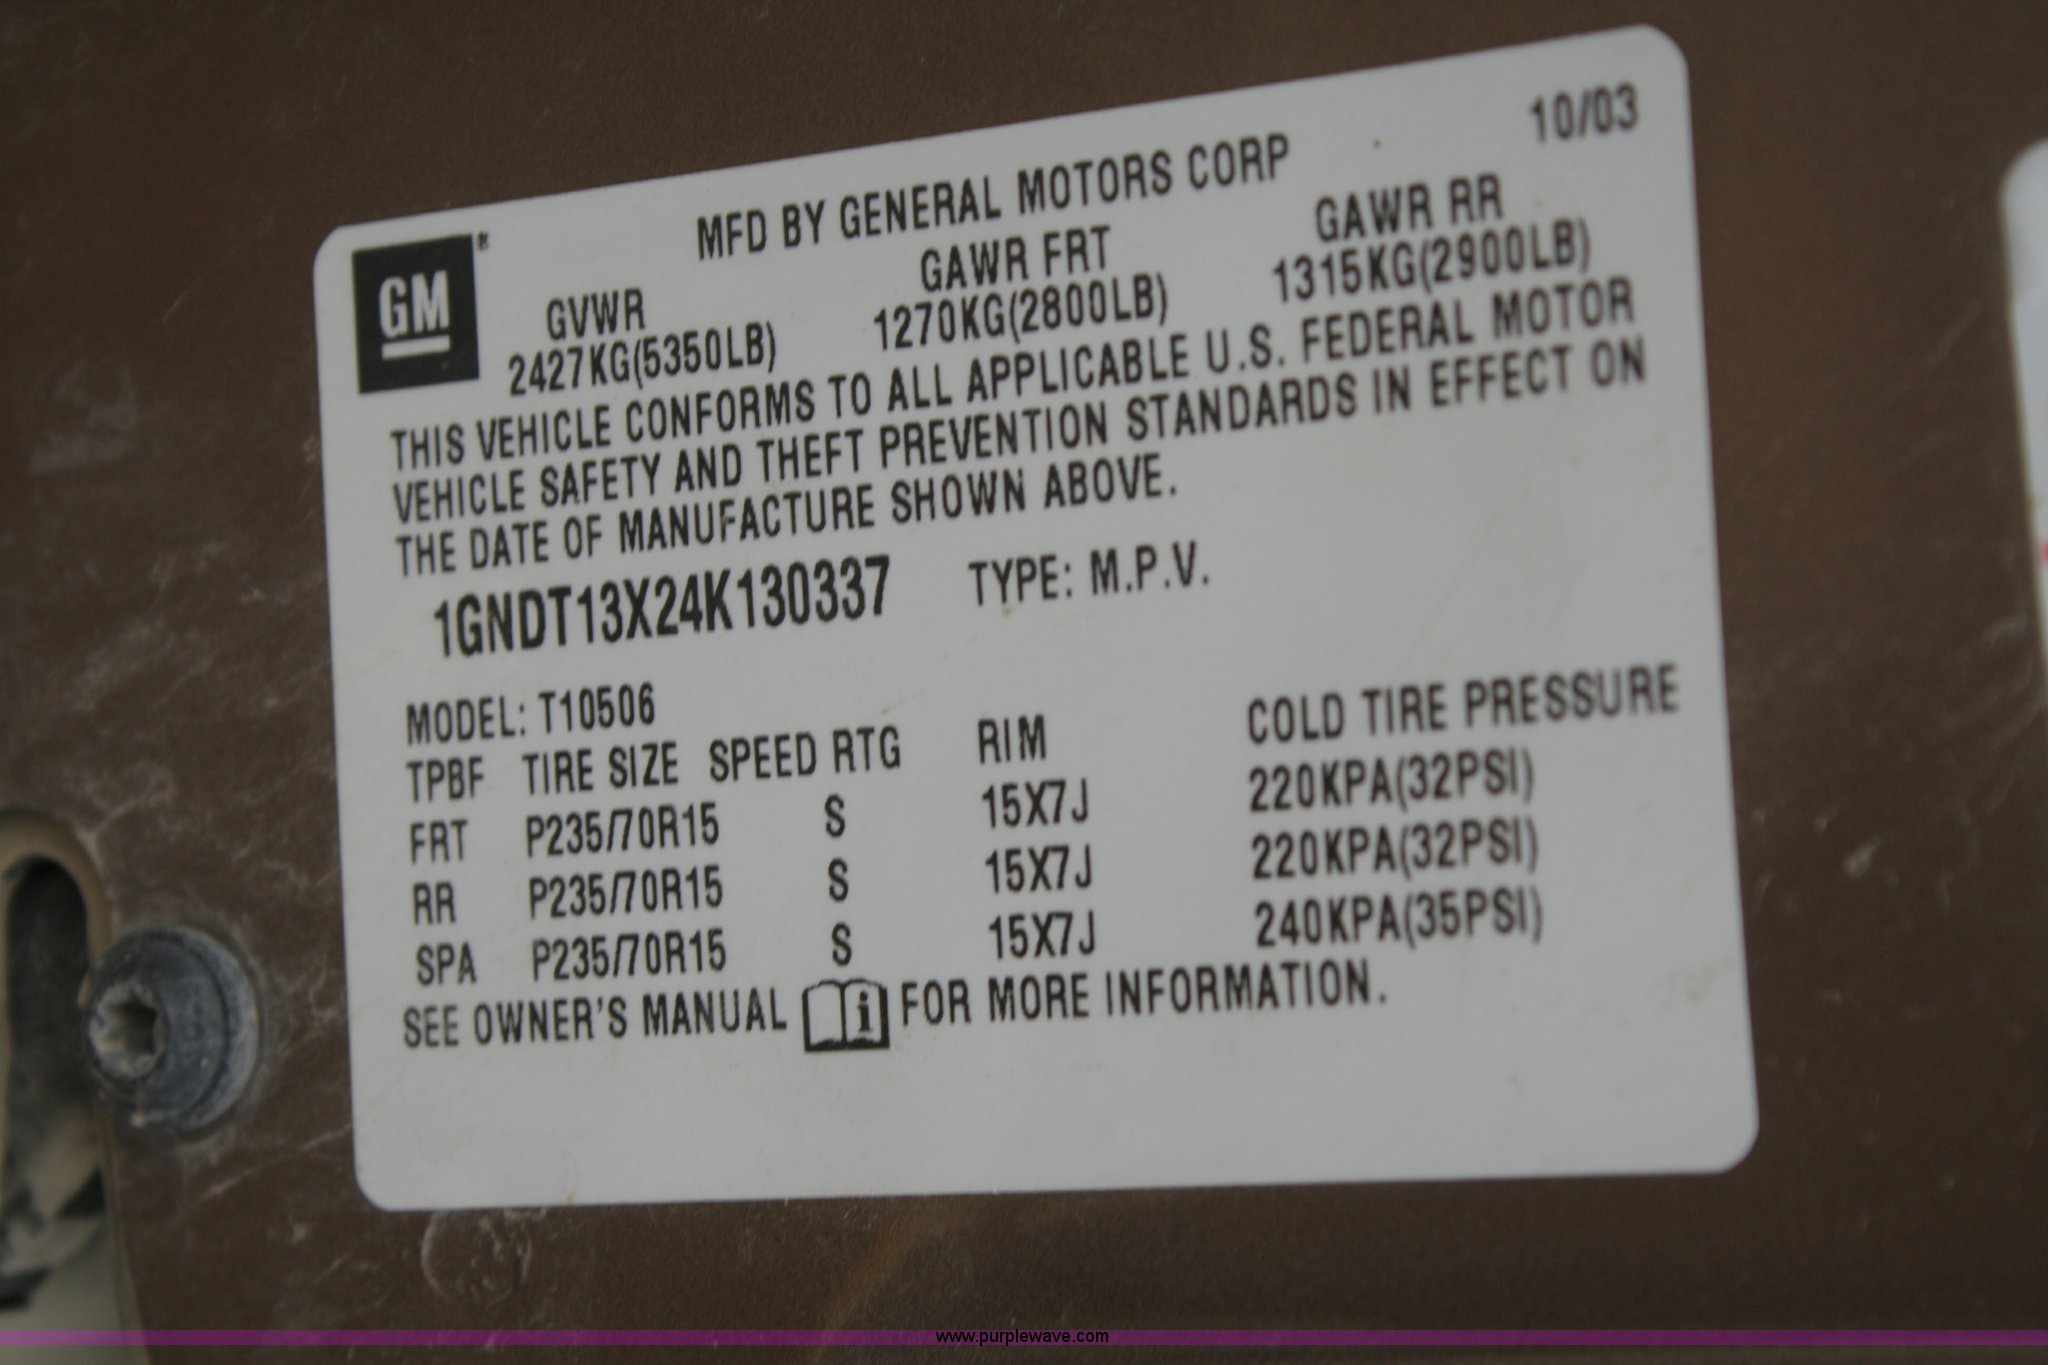 10/03
MFD BY GENERAL MOTORS CORP
GM®
GVWR GAWR FRT GAWR RR
2427KG(5350LB) 1270KG(2800LB) 1315KG(2900LB)
THIS VEHICLE CONFORMS TO ALL APPLICABLE U.S. FEDERAL MOTOR
VEHICLE SAFETY AND THEFT PREVENTION STANDARDS IN EFFECT ON
THE DATE OF MANUFACTURE SHOWN ABOVE.
1GNDT13X24K130337 TYPE: M.P.V.
MODEL: T10506
TPBF TIRE SIZE SPEED RTG RIM COLD TIRE PRESSURE
FRT P235/70R15 S 15X7J 220KPA(32PSI)
RR P235/70R15 S 15X7J 220KPA(32PSI)
SPA P235/70R15 S 15X7J 240KPA(35PSI)
SEE OWNER'S MANUAL i FOR MORE INFORMATION.
www.purplewave.com